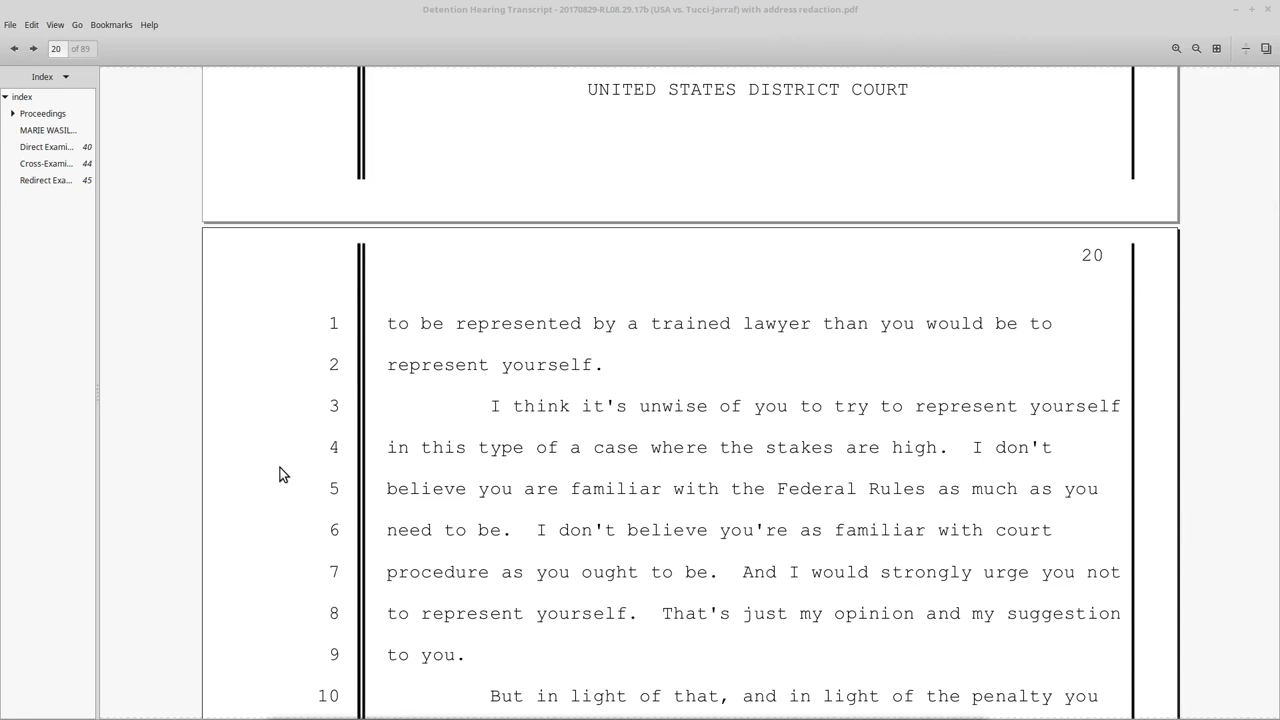 Detention Hearing Transcript - 20170829-RL08.29.17b (USA vs. Tucci-Jarraf) with address redaction.pdf
File Edit View Go Bookmarks Help
20 of 89
Index
index
Proceedings
MARIE WASIL...
Direct Exami... 40
Cross-Exami... 44
Redirect Exa... 45
UNITED STATES DISTRICT COURT
20
1 to be represented by a trained lawyer than you would be to
2 represent yourself.
3 I think it's unwise of you to try to represent yourself
4 in this type of a case where the stakes are high. I don't
5 believe you are familiar with the Federal Rules as much as you
6 need to be. I don't believe you're as familiar with court
7 procedure as you ought to be. And I would strongly urge you not
8 to represent yourself. That's just my opinion and my suggestion
9 to you.
10 But in light of that, and in light of the penalty you